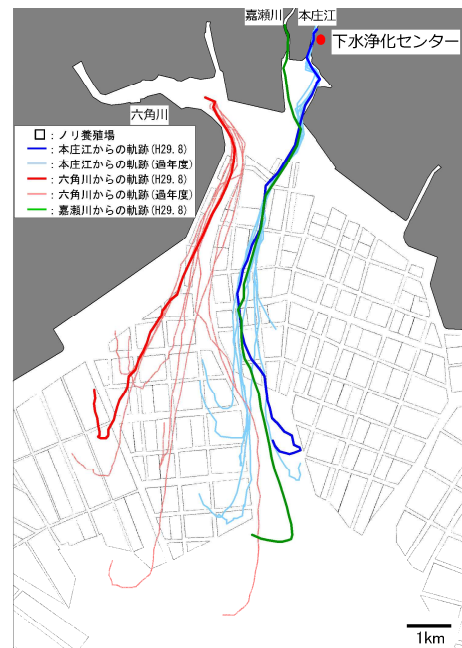 嘉瀬川
本庄江
下水浄化センター
六角川
□：ノリ養殖場
：本庄江からの軌跡(H29.8)
：本庄江からの軌跡(過年度)
：六角川からの軌跡(H29.8)
：六角川からの軌跡(過年度)
：嘉瀬川からの軌跡(H29.8)
1km